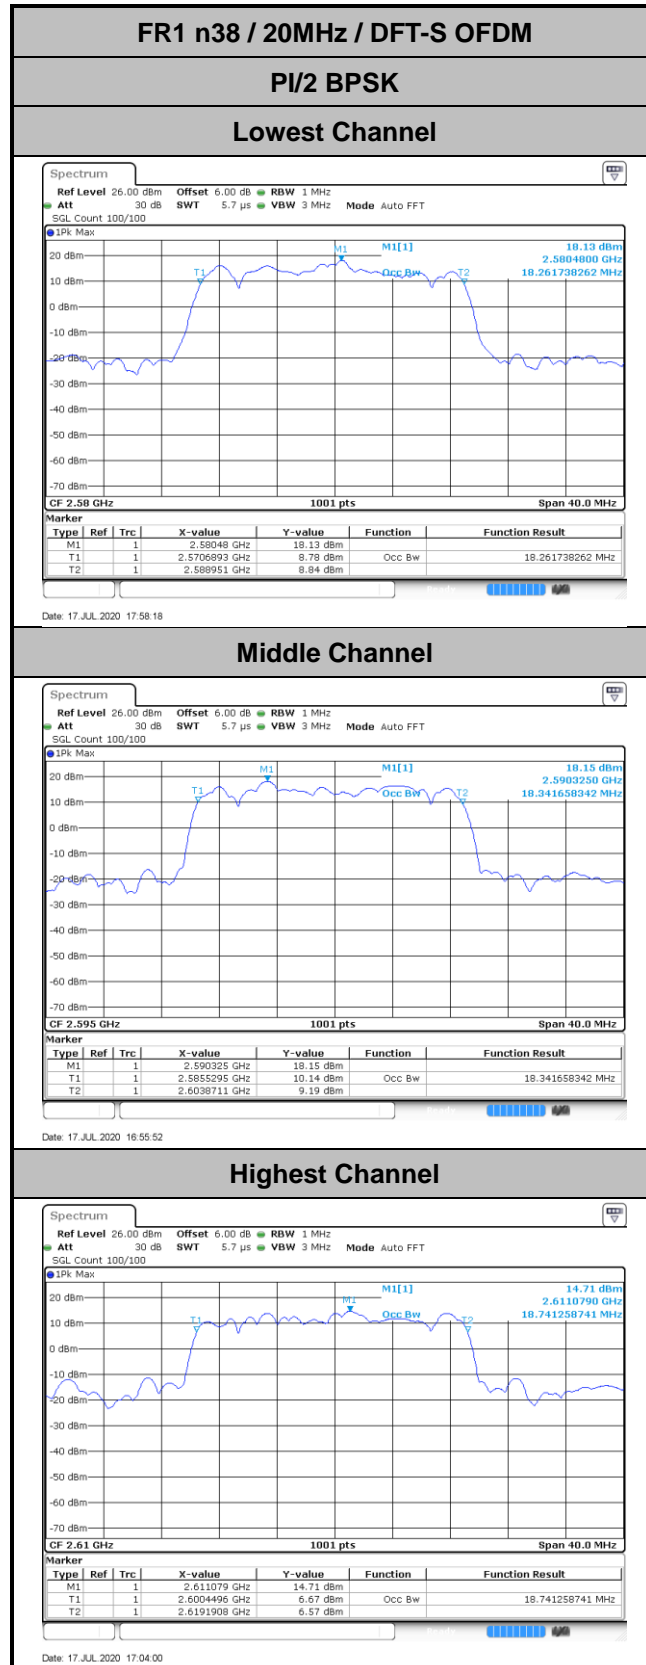 FR1 n38 / 20MHz / DFT-S OFDM
PI/2 BPSK
Lowest Channel
Spectrum
Ref Level 26.00 dBm Offset 6.00 dB RBW 1 MHz
Att 30 dB SWT 5.7 µs VBW 3 MHz Mode Auto FFT
SGL Count 100/100
1Pk Max
M1[1] 18.13 dBm
2.5804800 GHz
Occ Bw 18.261738262 MHz
M1
T1
T2
20 dBm
10 dBm
0 dBm
-10 dBm
-20 dBm
-30 dBm
-40 dBm
-50 dBm
-60 dBm
-70 dBm
CF 2.58 GHz 1001 pts Span 40.0 MHz
Marker
Type Ref Trc X-value Y-value Function Function Result
M1 1 2.58048 GHz 18.13 dBm
T1 1 2.5706893 GHz 8.78 dBm Occ Bw 18.261738262 MHz
T2 1 2.588951 GHz 8.84 dBm
Date: 17.JUL.2020 17:58:18
Middle Channel
Spectrum
Ref Level 26.00 dBm Offset 6.00 dB RBW 1 MHz
Att 30 dB SWT 5.7 µs VBW 3 MHz Mode Auto FFT
SGL Count 100/100
1Pk Max
M1[1] 18.15 dBm
2.5903250 GHz
Occ Bw 18.341658342 MHz
M1
T1
T2
20 dBm
10 dBm
0 dBm
-10 dBm
-20 dBm
-30 dBm
-40 dBm
-50 dBm
-60 dBm
-70 dBm
CF 2.595 GHz 1001 pts Span 40.0 MHz
Marker
Type Ref Trc X-value Y-value Function Function Result
M1 1 2.590325 GHz 18.15 dBm
T1 1 2.5855295 GHz 10.14 dBm Occ Bw 18.341658342 MHz
T2 1 2.6038711 GHz 9.19 dBm
Date: 17.JUL.2020 16:55:52
Highest Channel
Spectrum
Ref Level 26.00 dBm Offset 6.00 dB RBW 1 MHz
Att 30 dB SWT 5.7 µs VBW 3 MHz Mode Auto FFT
SGL Count 100/100
1Pk Max
M1[1] 14.71 dBm
2.6110790 GHz
Occ Bw 18.741258741 MHz
M1
T1
T2
20 dBm
10 dBm
0 dBm
-10 dBm
-20 dBm
-30 dBm
-40 dBm
-50 dBm
-60 dBm
-70 dBm
CF 2.61 GHz 1001 pts Span 40.0 MHz
Marker
Type Ref Trc X-value Y-value Function Function Result
M1 1 2.611079 GHz 14.71 dBm
T1 1 2.6004496 GHz 6.67 dBm Occ Bw 18.741258741 MHz
T2 1 2.6191908 GHz 6.57 dBm
Date: 17.JUL.2020 17:04:00